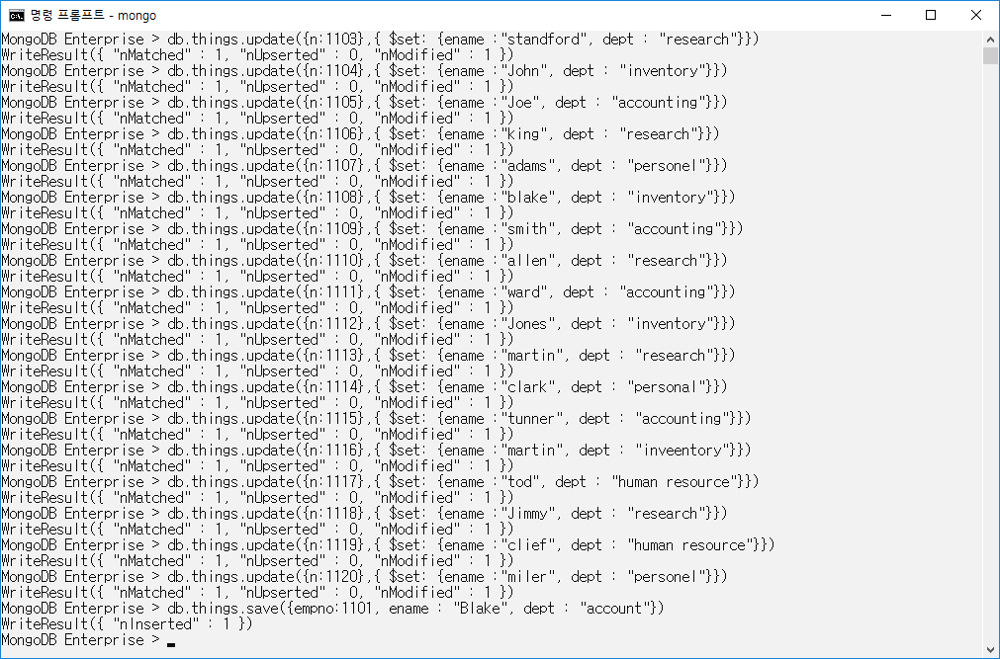 명령 프롬프트 - mongo
MongoDB Enterprise > db.things.update({n:1103},{ $set: {ename :"standford", dept : "research"}})
WriteResult({ "nMatched" : 1, "nUpserted" : 0, "nModified" : 1 })
MongoDB Enterprise > db.things.update({n:1104},{ $set: {ename :"John", dept : "inventory"}})
WriteResult({ "nMatched" : 1, "nUpserted" : 0, "nModified" : 1 })
MongoDB Enterprise > db.things.update({n:1105},{ $set: {ename :"Joe", dept : "accounting"}})
WriteResult({ "nMatched" : 1, "nUpserted" : 0, "nModified" : 1 })
MongoDB Enterprise > db.things.update({n:1106},{ $set: {ename :"king", dept : "research"}})
WriteResult({ "nMatched" : 1, "nUpserted" : 0, "nModified" : 1 })
MongoDB Enterprise > db.things.update({n:1107},{ $set: {ename :"adams", dept : "personel"}})
WriteResult({ "nMatched" : 1, "nUpserted" : 0, "nModified" : 1 })
MongoDB Enterprise > db.things.update({n:1108},{ $set: {ename :"blake", dept : "inventory"}})
WriteResult({ "nMatched" : 1, "nUpserted" : 0, "nModified" : 1 })
MongoDB Enterprise > db.things.update({n:1109},{ $set: {ename :"smith", dept : "accounting"}})
WriteResult({ "nMatched" : 1, "nUpserted" : 0, "nModified" : 1 })
MongoDB Enterprise > db.things.update({n:1110},{ $set: {ename :"allen", dept : "research"}})
WriteResult({ "nMatched" : 1, "nUpserted" : 0, "nModified" : 1 })
MongoDB Enterprise > db.things.update({n:1111},{ $set: {ename :"ward", dept : "accounting"}})
WriteResult({ "nMatched" : 1, "nUpserted" : 0, "nModified" : 1 })
MongoDB Enterprise > db.things.update({n:1112},{ $set: {ename :"Jones", dept : "inventory"}})
WriteResult({ "nMatched" : 1, "nUpserted" : 0, "nModified" : 1 })
MongoDB Enterprise > db.things.update({n:1113},{ $set: {ename :"martin", dept : "research"}})
WriteResult({ "nMatched" : 1, "nUpserted" : 0, "nModified" : 1 })
MongoDB Enterprise > db.things.update({n:1114},{ $set: {ename :"clark", dept : "personal"}})
WriteResult({ "nMatched" : 1, "nUpserted" : 0, "nModified" : 1 })
MongoDB Enterprise > db.things.update({n:1115},{ $set: {ename :"tunner", dept : "accounting"}})
WriteResult({ "nMatched" : 1, "nUpserted" : 0, "nModified" : 1 })
MongoDB Enterprise > db.things.update({n:1116},{ $set: {ename :"martin", dept : "inveentory"}})
WriteResult({ "nMatched" : 1, "nUpserted" : 0, "nModified" : 1 })
MongoDB Enterprise > db.things.update({n:1117},{ $set: {ename :"tod", dept : "human resource"}})
WriteResult({ "nMatched" : 1, "nUpserted" : 0, "nModified" : 1 })
MongoDB Enterprise > db.things.update({n:1118},{ $set: {ename :"Jimmy", dept : "research"}})
WriteResult({ "nMatched" : 1, "nUpserted" : 0, "nModified" : 1 })
MongoDB Enterprise > db.things.update({n:1119},{ $set: {ename :"clief", dept : "human resource"}})
WriteResult({ "nMatched" : 1, "nUpserted" : 0, "nModified" : 1 })
MongoDB Enterprise > db.things.update({n:1120},{ $set: {ename :"miler", dept : "personel"}})
WriteResult({ "nMatched" : 1, "nUpserted" : 0, "nModified" : 1 })
MongoDB Enterprise > db.things.save({empno:1101, ename : "Blake", dept : "account"})
WriteResult({ "nInserted" : 1 })
MongoDB Enterprise >